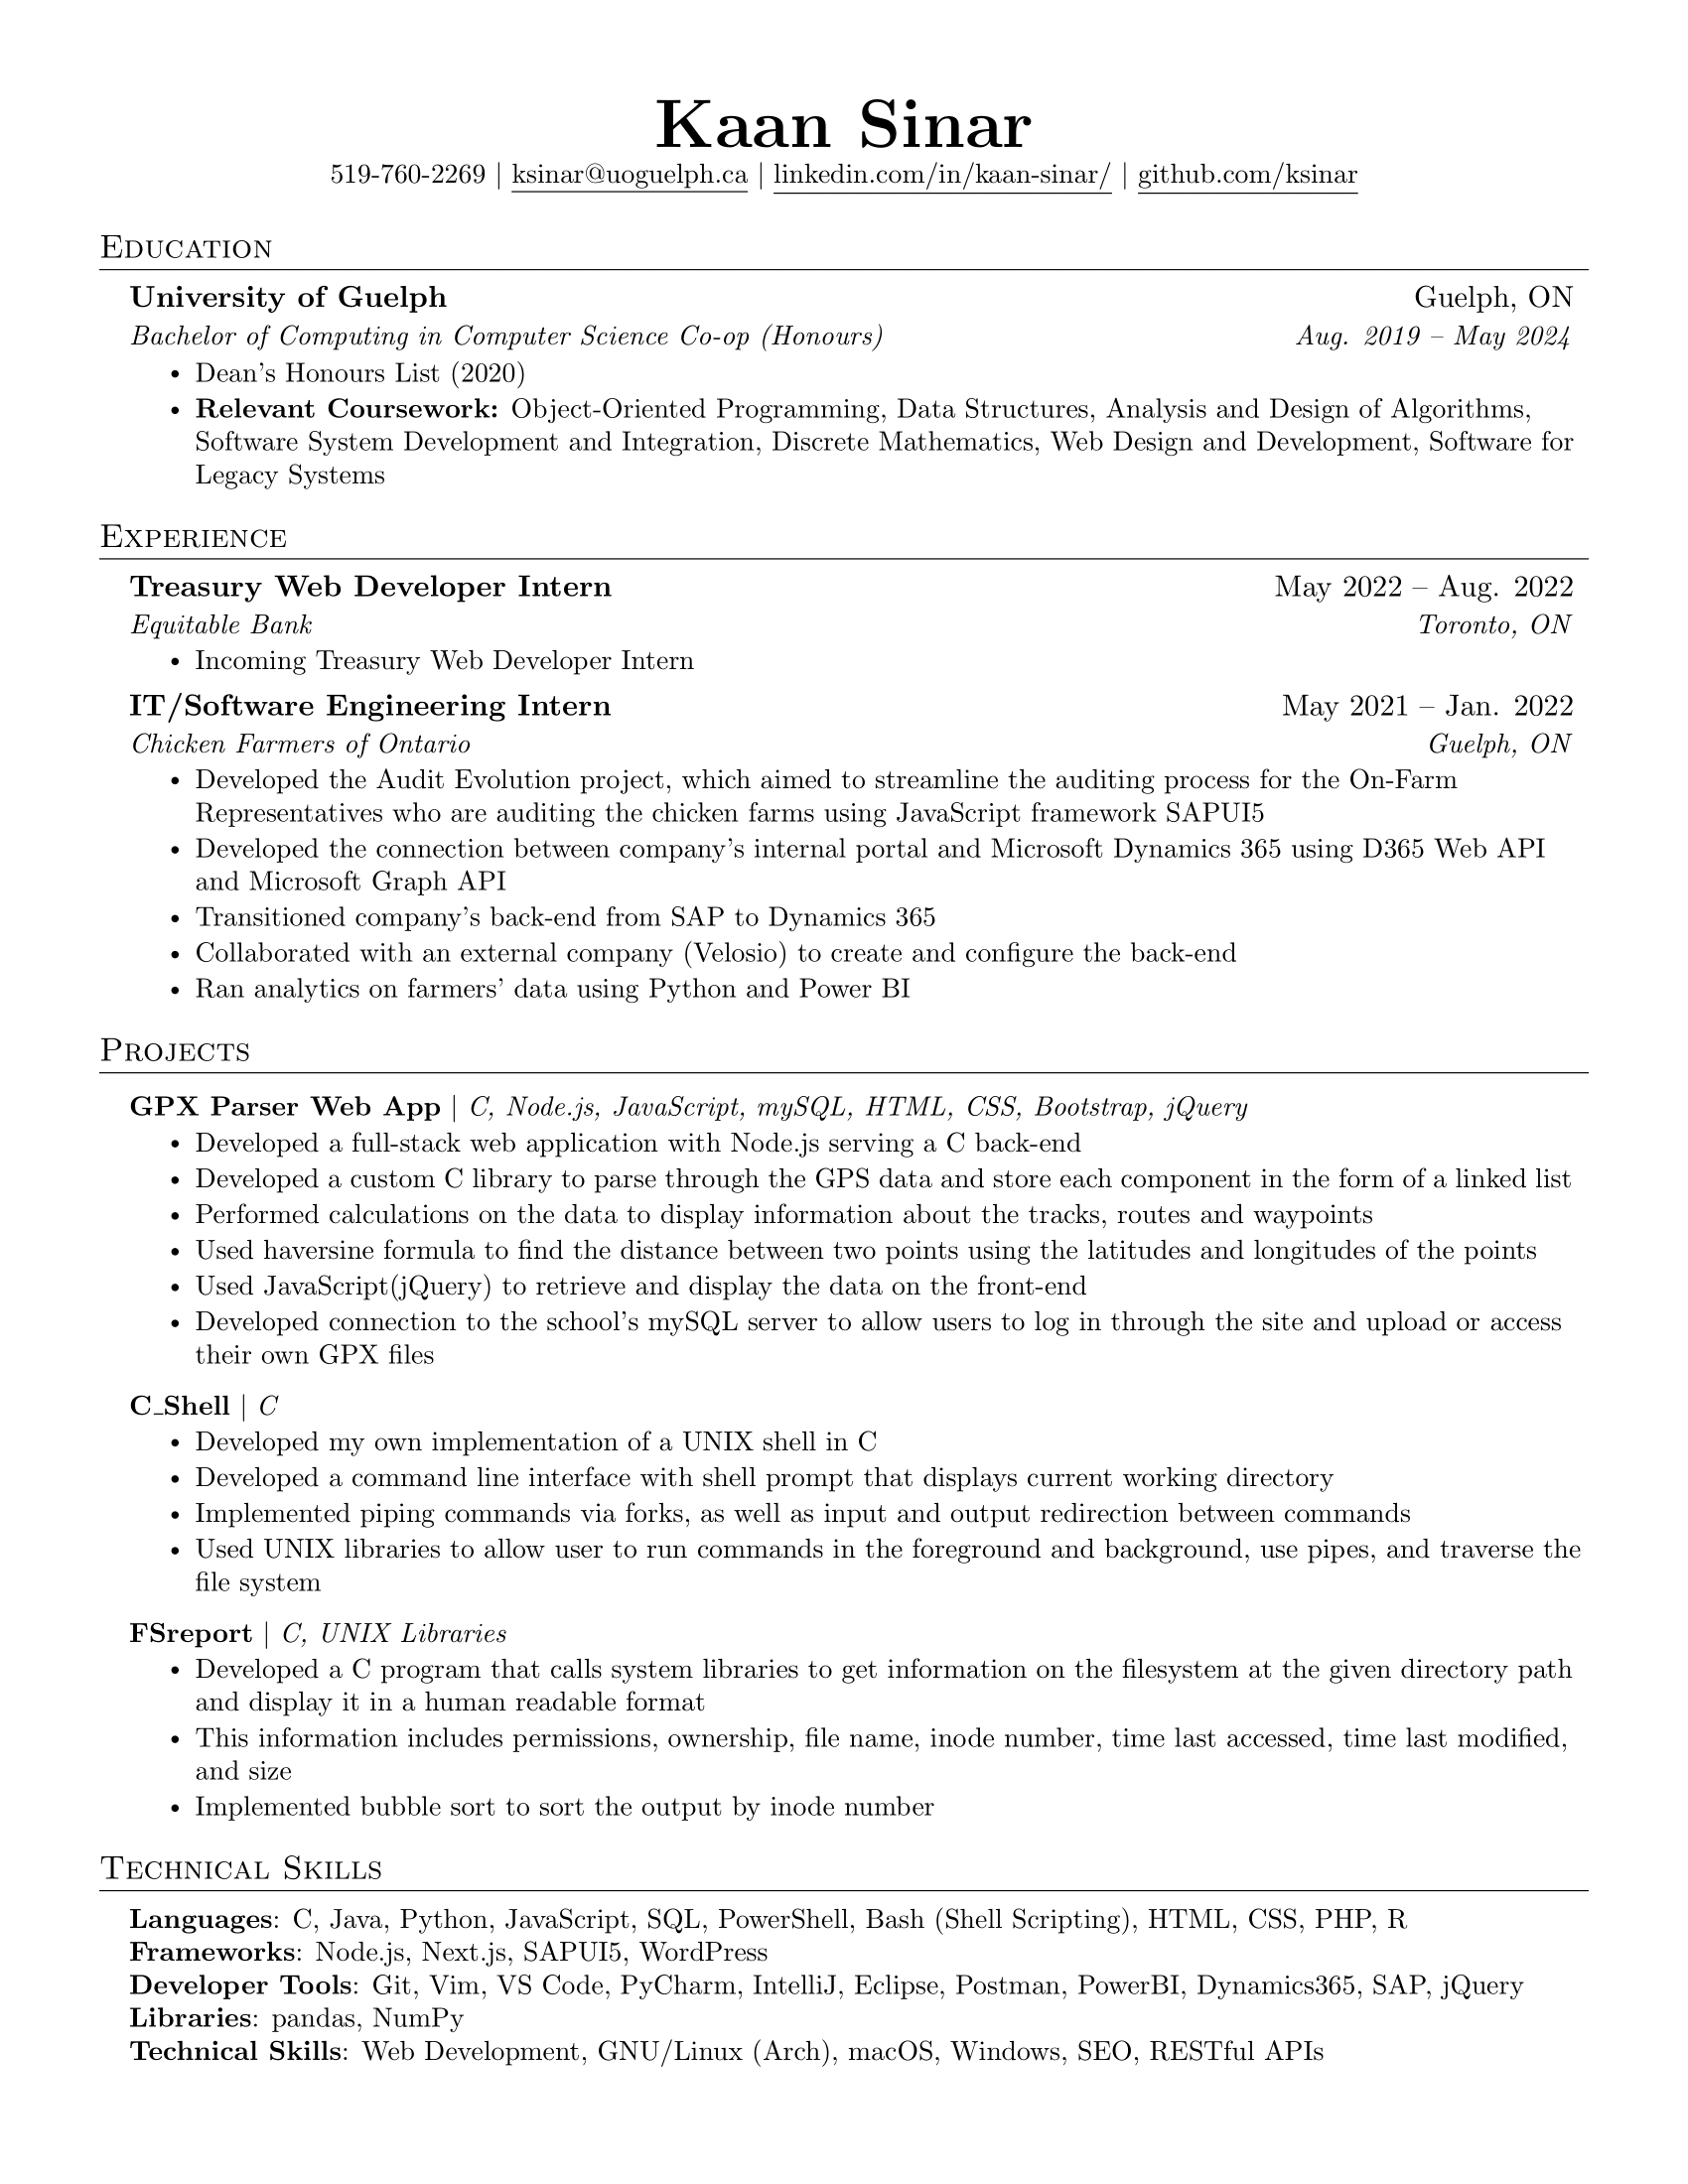 Kaan Sinar
519-760-2269 | ksinar@uoguelph.ca | linkedin.com/in/kaan-sinar/ | github.com/ksinar
Education
University of Guelph Guelph, ON
Bachelor of Computing in Computer Science Co-op (Honours) Aug. 2019 – May 2024
• Dean's Honours List (2020)
• Relevant Coursework: Object-Oriented Programming, Data Structures, Analysis and Design of Algorithms,
Software System Development and Integration, Discrete Mathematics, Web Design and Development, Software for
Legacy Systems
Experience
Treasury Web Developer Intern May 2022 – Aug. 2022
Equitable Bank Toronto, ON
• Incoming Treasury Web Developer Intern
IT/Software Engineering Intern May 2021 – Jan. 2022
Chicken Farmers of Ontario Guelph, ON
• Developed the Audit Evolution project, which aimed to streamline the auditing process for the On-Farm
Representatives who are auditing the chicken farms using JavaScript framework SAPUI5
• Developed the connection between company's internal portal and Microsoft Dynamics 365 using D365 Web API
and Microsoft Graph API
• Transitioned company's back-end from SAP to Dynamics 365
• Collaborated with an external company (Velosio) to create and configure the back-end
• Ran analytics on farmers' data using Python and Power BI
Projects
GPX Parser Web App | C, Node.js, JavaScript, mySQL, HTML, CSS, Bootstrap, jQuery
• Developed a full-stack web application with Node.js serving a C back-end
• Developed a custom C library to parse through the GPS data and store each component in the form of a linked list
• Performed calculations on the data to display information about the tracks, routes and waypoints
• Used haversine formula to find the distance between two points using the latitudes and longitudes of the points
• Used JavaScript(jQuery) to retrieve and display the data on the front-end
• Developed connection to the school's mySQL server to allow users to log in through the site and upload or access
their own GPX files
C_Shell | C
• Developed my own implementation of a UNIX shell in C
• Developed a command line interface with shell prompt that displays current working directory
• Implemented piping commands via forks, as well as input and output redirection between commands
• Used UNIX libraries to allow user to run commands in the foreground and background, use pipes, and traverse the
file system
FSreport | C, UNIX Libraries
• Developed a C program that calls system libraries to get information on the filesystem at the given directory path
and display it in a human readable format
• This information includes permissions, ownership, file name, inode number, time last accessed, time last modified,
and size
• Implemented bubble sort to sort the output by inode number
Technical Skills
Languages: C, Java, Python, JavaScript, SQL, PowerShell, Bash (Shell Scripting), HTML, CSS, PHP, R
Frameworks: Node.js, Next.js, SAPUI5, WordPress
Developer Tools: Git, Vim, VS Code, PyCharm, IntelliJ, Eclipse, Postman, PowerBI, Dynamics365, SAP, jQuery
Libraries: pandas, NumPy
Technical Skills: Web Development, GNU/Linux (Arch), macOS, Windows, SEO, RESTful APIs